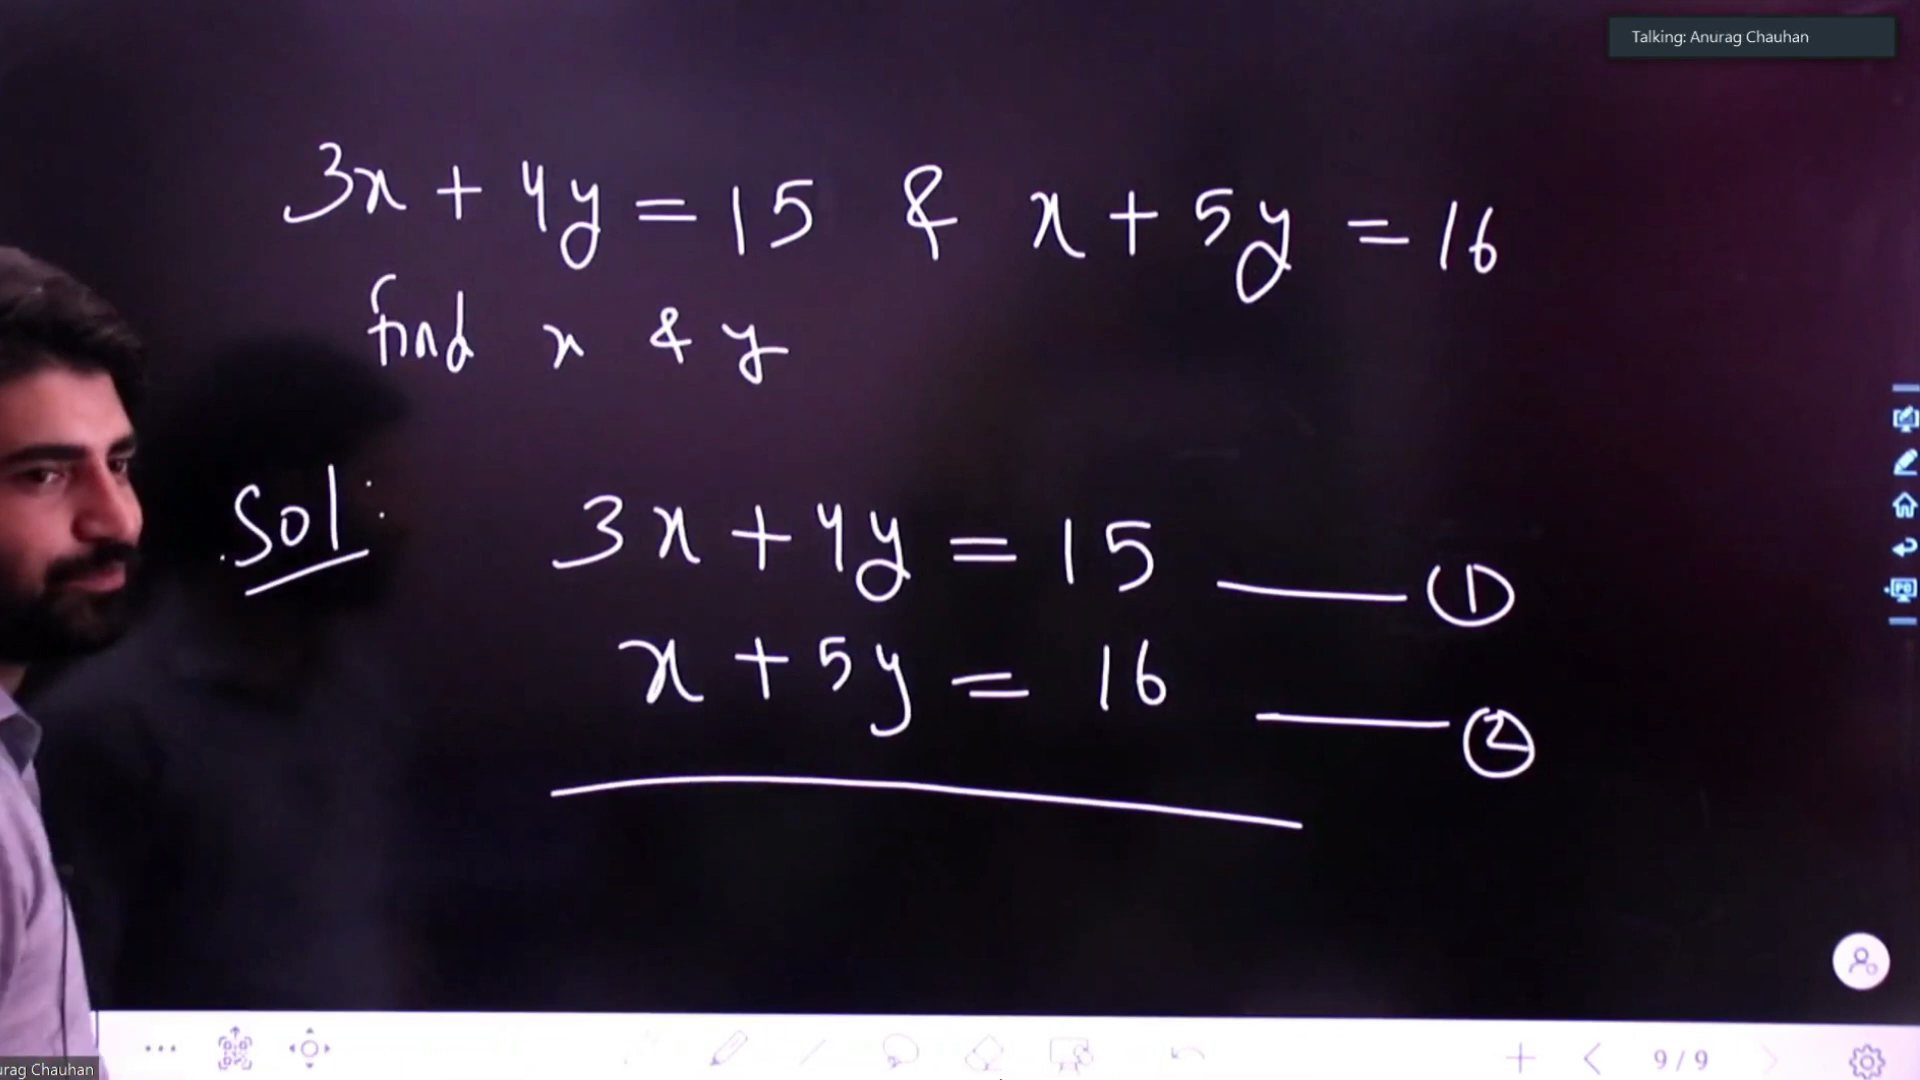 Talking: Anurag Chauhan
3x + 4y = 15 & x + 5y = 16
find x & y
Sol:
3x + 4y = 15 —— ①
x + 5y = 16 —— ②
9/9
urag Chauhan